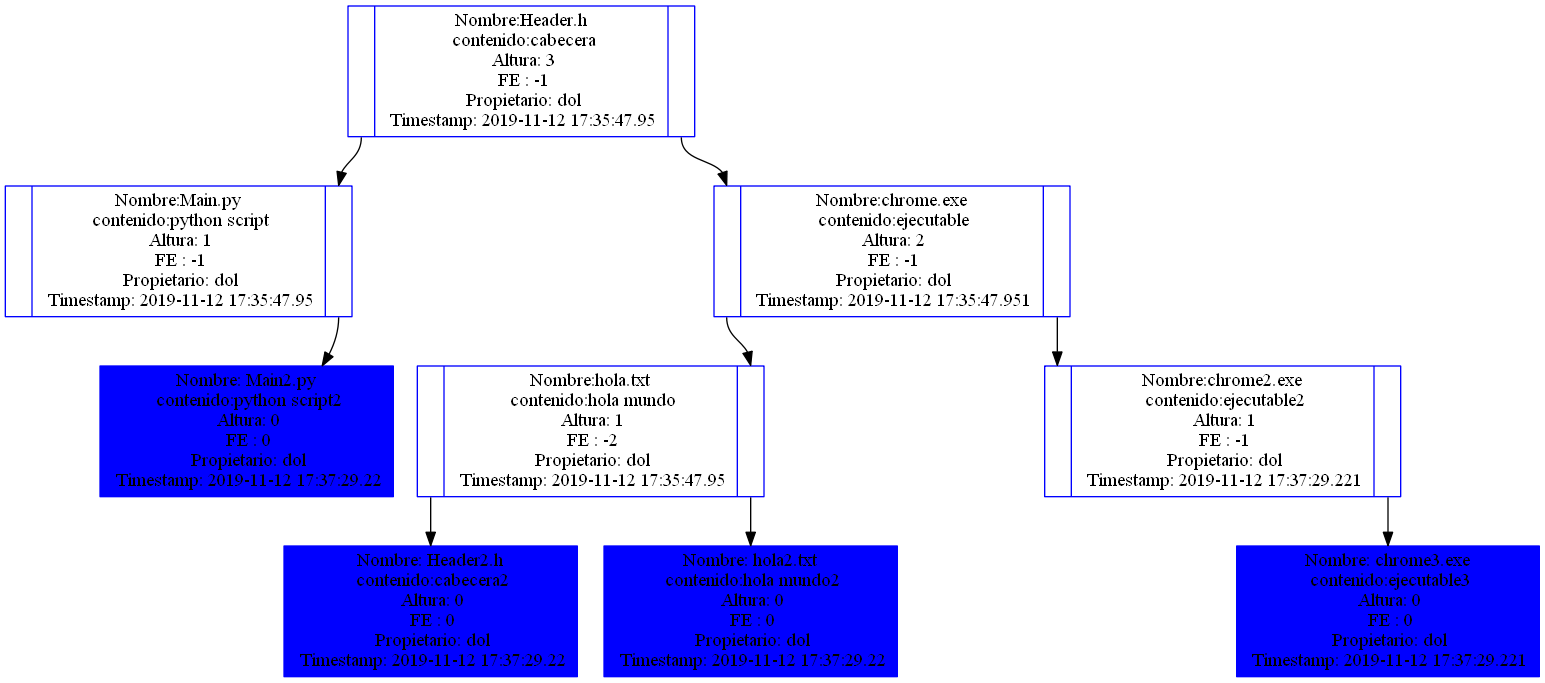 Nombre:Header.h
contenido:cabecera
Altura: 3
FE : -1
Propietario: dol
Timestamp: 2019-11-12 17:35:47.95
Nombre:Main.py
contenido:python script
Altura: 1
FE : -1
Propietario: dol
Timestamp: 2019-11-12 17:35:47.95
Nombre:chrome.exe
contenido:ejecutable
Altura: 2
FE : -1
Propietario: dol
Timestamp: 2019-11-12 17:35:47.951
Nombre: Main2.py
contenido:python script2
Altura: 0
FE : 0
Propietario: dol
Timestamp: 2019-11-12 17:37:29.22
Nombre:hola.txt
contenido:hola mundo
Altura: 1
FE : -2
Propietario: dol
Timestamp: 2019-11-12 17:35:47.95
Nombre:chrome2.exe
contenido:ejecutable2
Altura: 1
FE : -1
Propietario: dol
Timestamp: 2019-11-12 17:37:29.221
Nombre: Header2.h
contenido:cabecera2
Altura: 0
FE : 0
Propietario: dol
Timestamp: 2019-11-12 17:37:29.22
Nombre: hola2.txt
contenido:hola mundo2
Altura: 0
FE : 0
Propietario: dol
Timestamp: 2019-11-12 17:37:29.22
Nombre: chrome3.exe
contenido:ejecutable3
Altura: 0
FE : 0
Propietario: dol
Timestamp: 2019-11-12 17:37:29.221